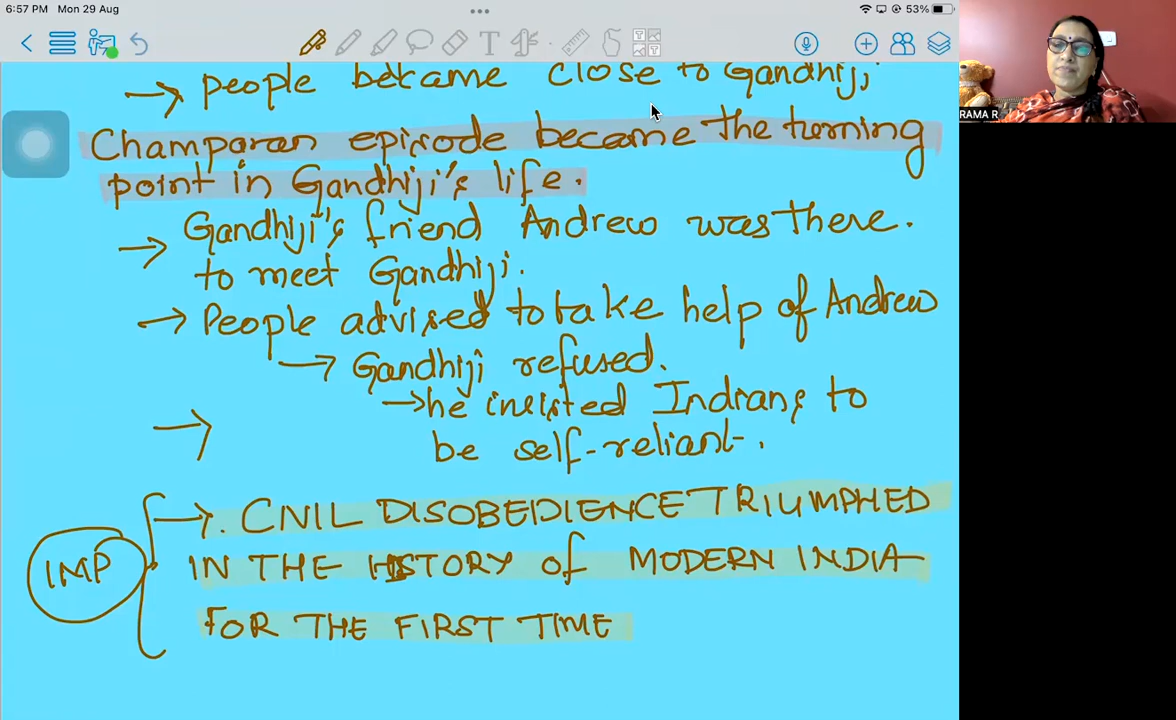 6:57 PM Mon 29 Aug
53%
→ people became close to Gandhiji
Champaran episode became the turning
point in Gandhiji's life.
→ Gandhiji's friend Andrew was there.
to meet Gandhiji.
→ People advised to take help of Andrew
→ Gandhiji refused.
→ he insisted Indians to
be self-reliant.
→
→. CIVIL DISOBEDIENCE TRIUMPHED
IN THE HISTORY of MODERN INDIA
FOR THE FIRST TIME
IMP
RAMA R